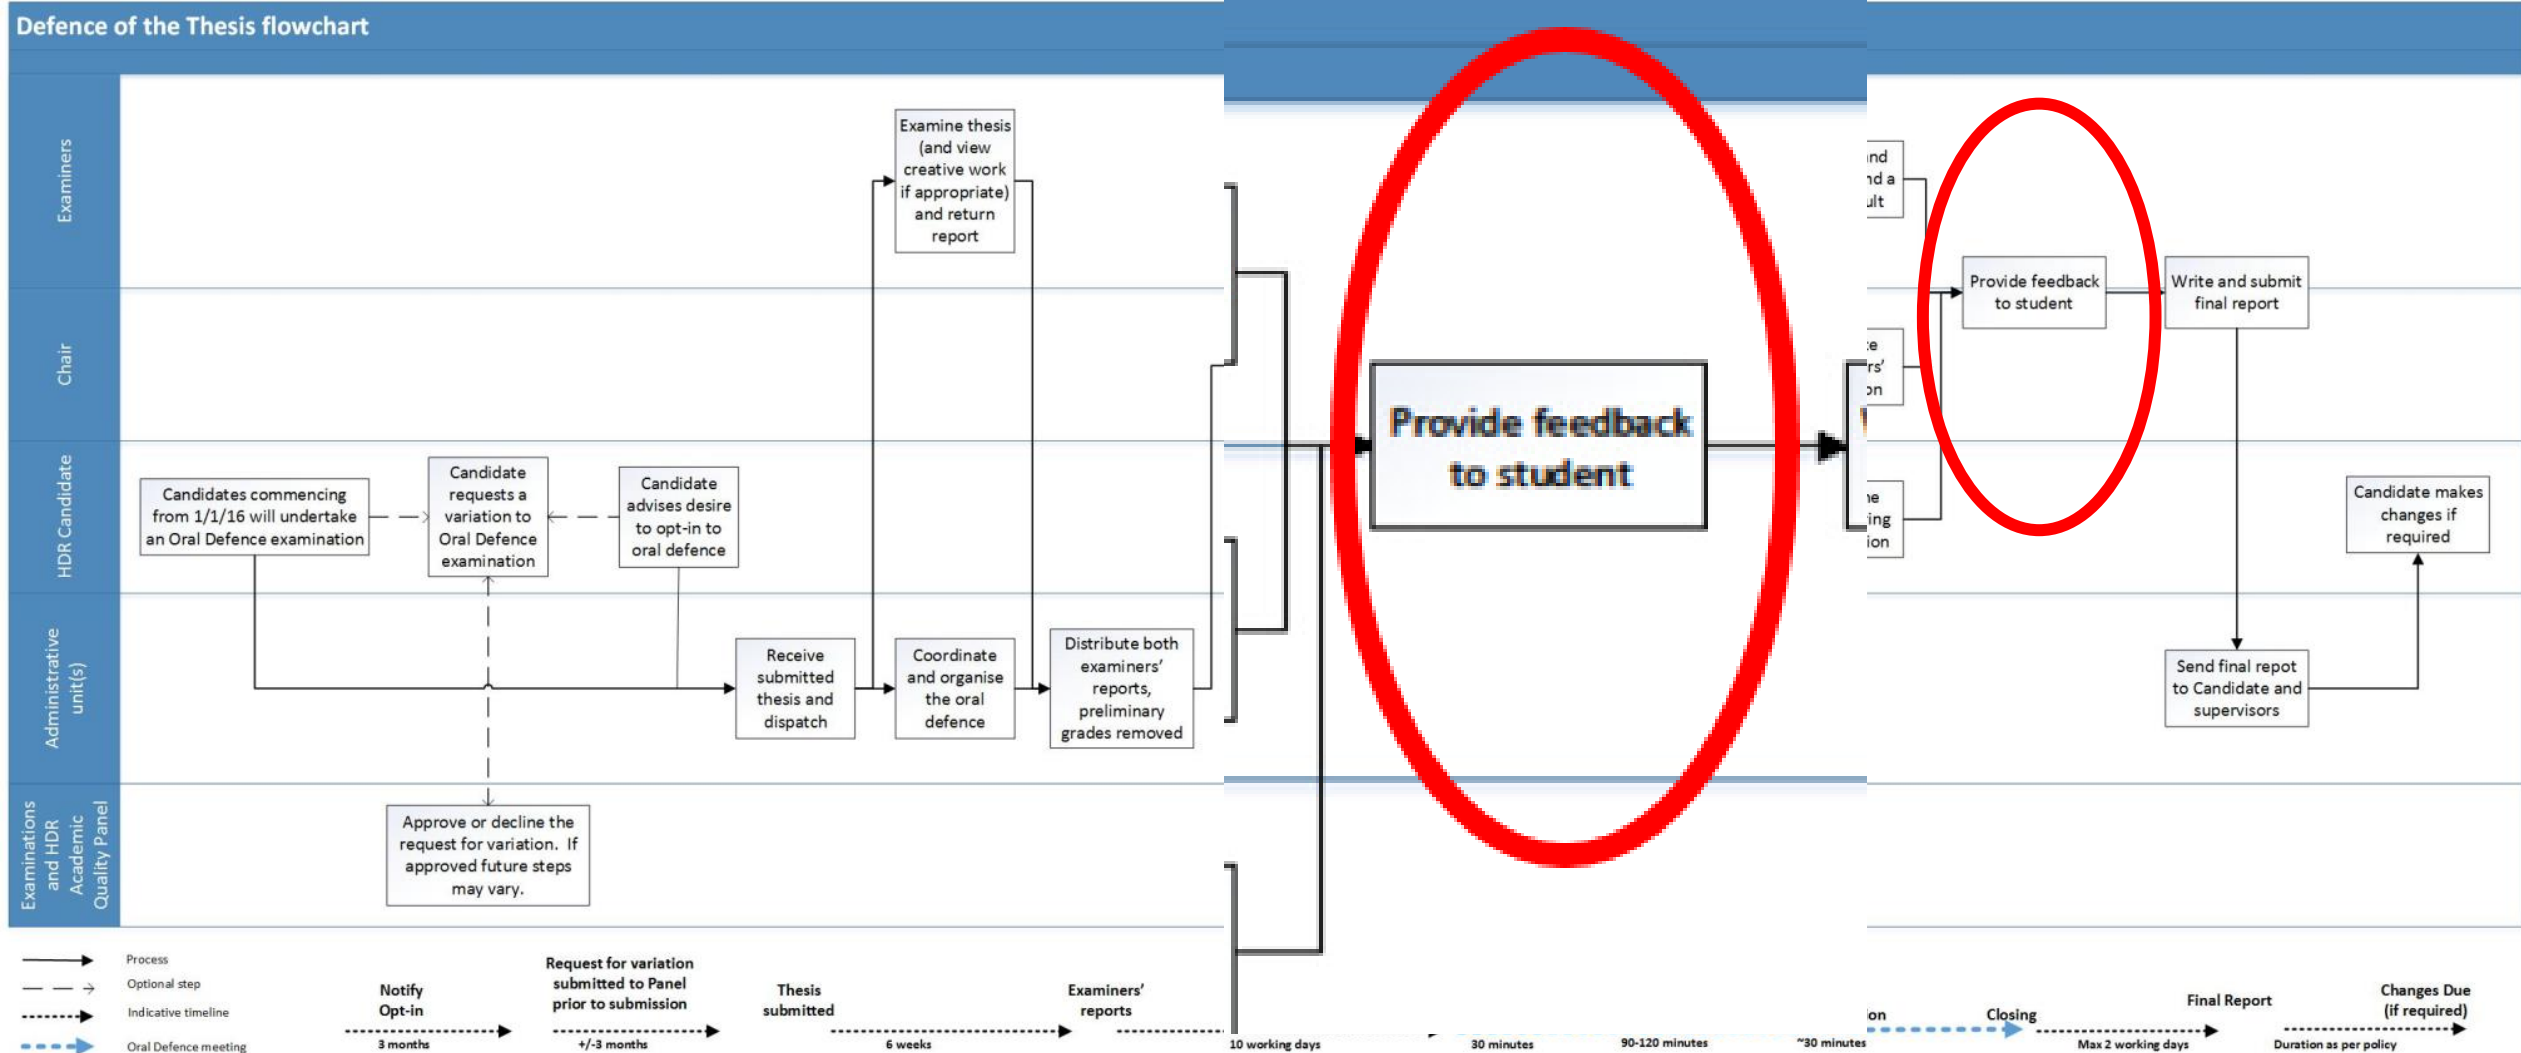 Defence of the Thesis flowchart
Examiners
Chair
HDR Candidate
Administrative
unit(s)
Examinations
and HDR
Academic
Quality Panel
Examine thesis
(and view
creative work
if appropriate)
and return
report
Candidates commencing
from 1/1/16 will undertake
an Oral Defence examination
Candidate
requests a
variation to
Oral Defence
examination
Candidate
advises desire
to opt-in to
oral defence
Receive
submitted
thesis and
dispatch
Coordinate
and organise
the oral
defence
Distribute both
examiners'
reports,
preliminary
grades removed
Approve or decline the
request for variation.  If
approved future steps
may vary.
Provide feedback
to student
Provide feedback
to student
Write and submit
final report
Candidate makes
changes if
required
Send final repot
to Candidate and
supervisors
Process
Optional step
Indicative timeline
Oral Defence meeting
Notify
Opt-in
3 months
Request for variation
submitted to Panel
prior to submission
+/-3 months
Thesis
submitted
6 weeks
Examiners'
reports
10 working days
30 minutes
90-120 minutes
~30 minutes
Closing
Max 2 working days
Final Report
Duration as per policy
Changes Due
(if required)